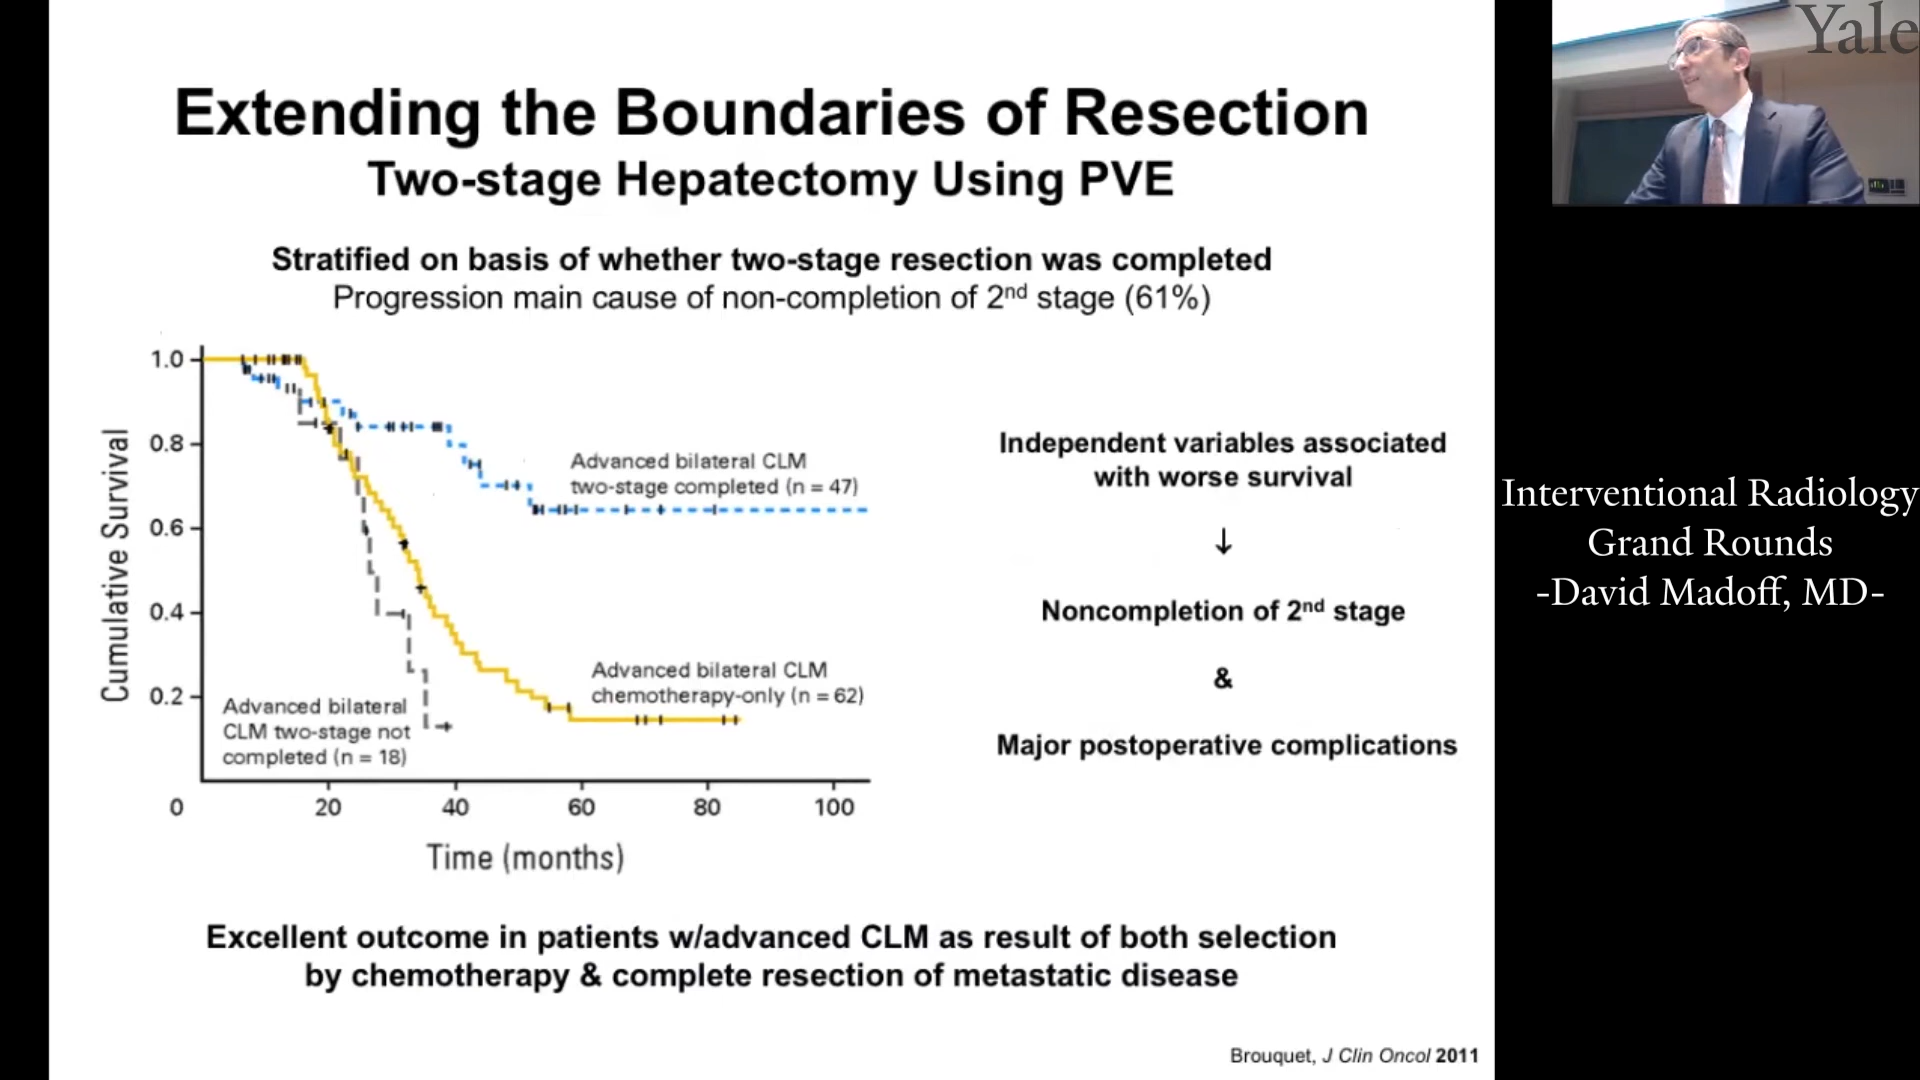 Extending the Boundaries of Resection
Two-stage Hepatectomy Using PVE
Stratified on basis of whether two-stage resection was completed
Progression main cause of non-completion of 2nd stage (61%)
Cumulative Survival
1.0
0.8
0.6
0.4
0.2
0
20
40
60
80
100
Time (months)
Advanced bilateral CLM
two-stage completed (n = 47)
Advanced bilateral CLM
chemotherapy-only (n = 62)
Advanced bilateral
CLM two-stage not
completed (n = 18)
Independent variables associated
with worse survival
↓
Noncompletion of 2nd stage
&
Major postoperative complications
Excellent outcome in patients w/advanced CLM as result of both selection
by chemotherapy & complete resection of metastatic disease
Brouquet, J Clin Oncol 2011
Yale
Interventional Radiology
Grand Rounds
-David Madoff, MD-